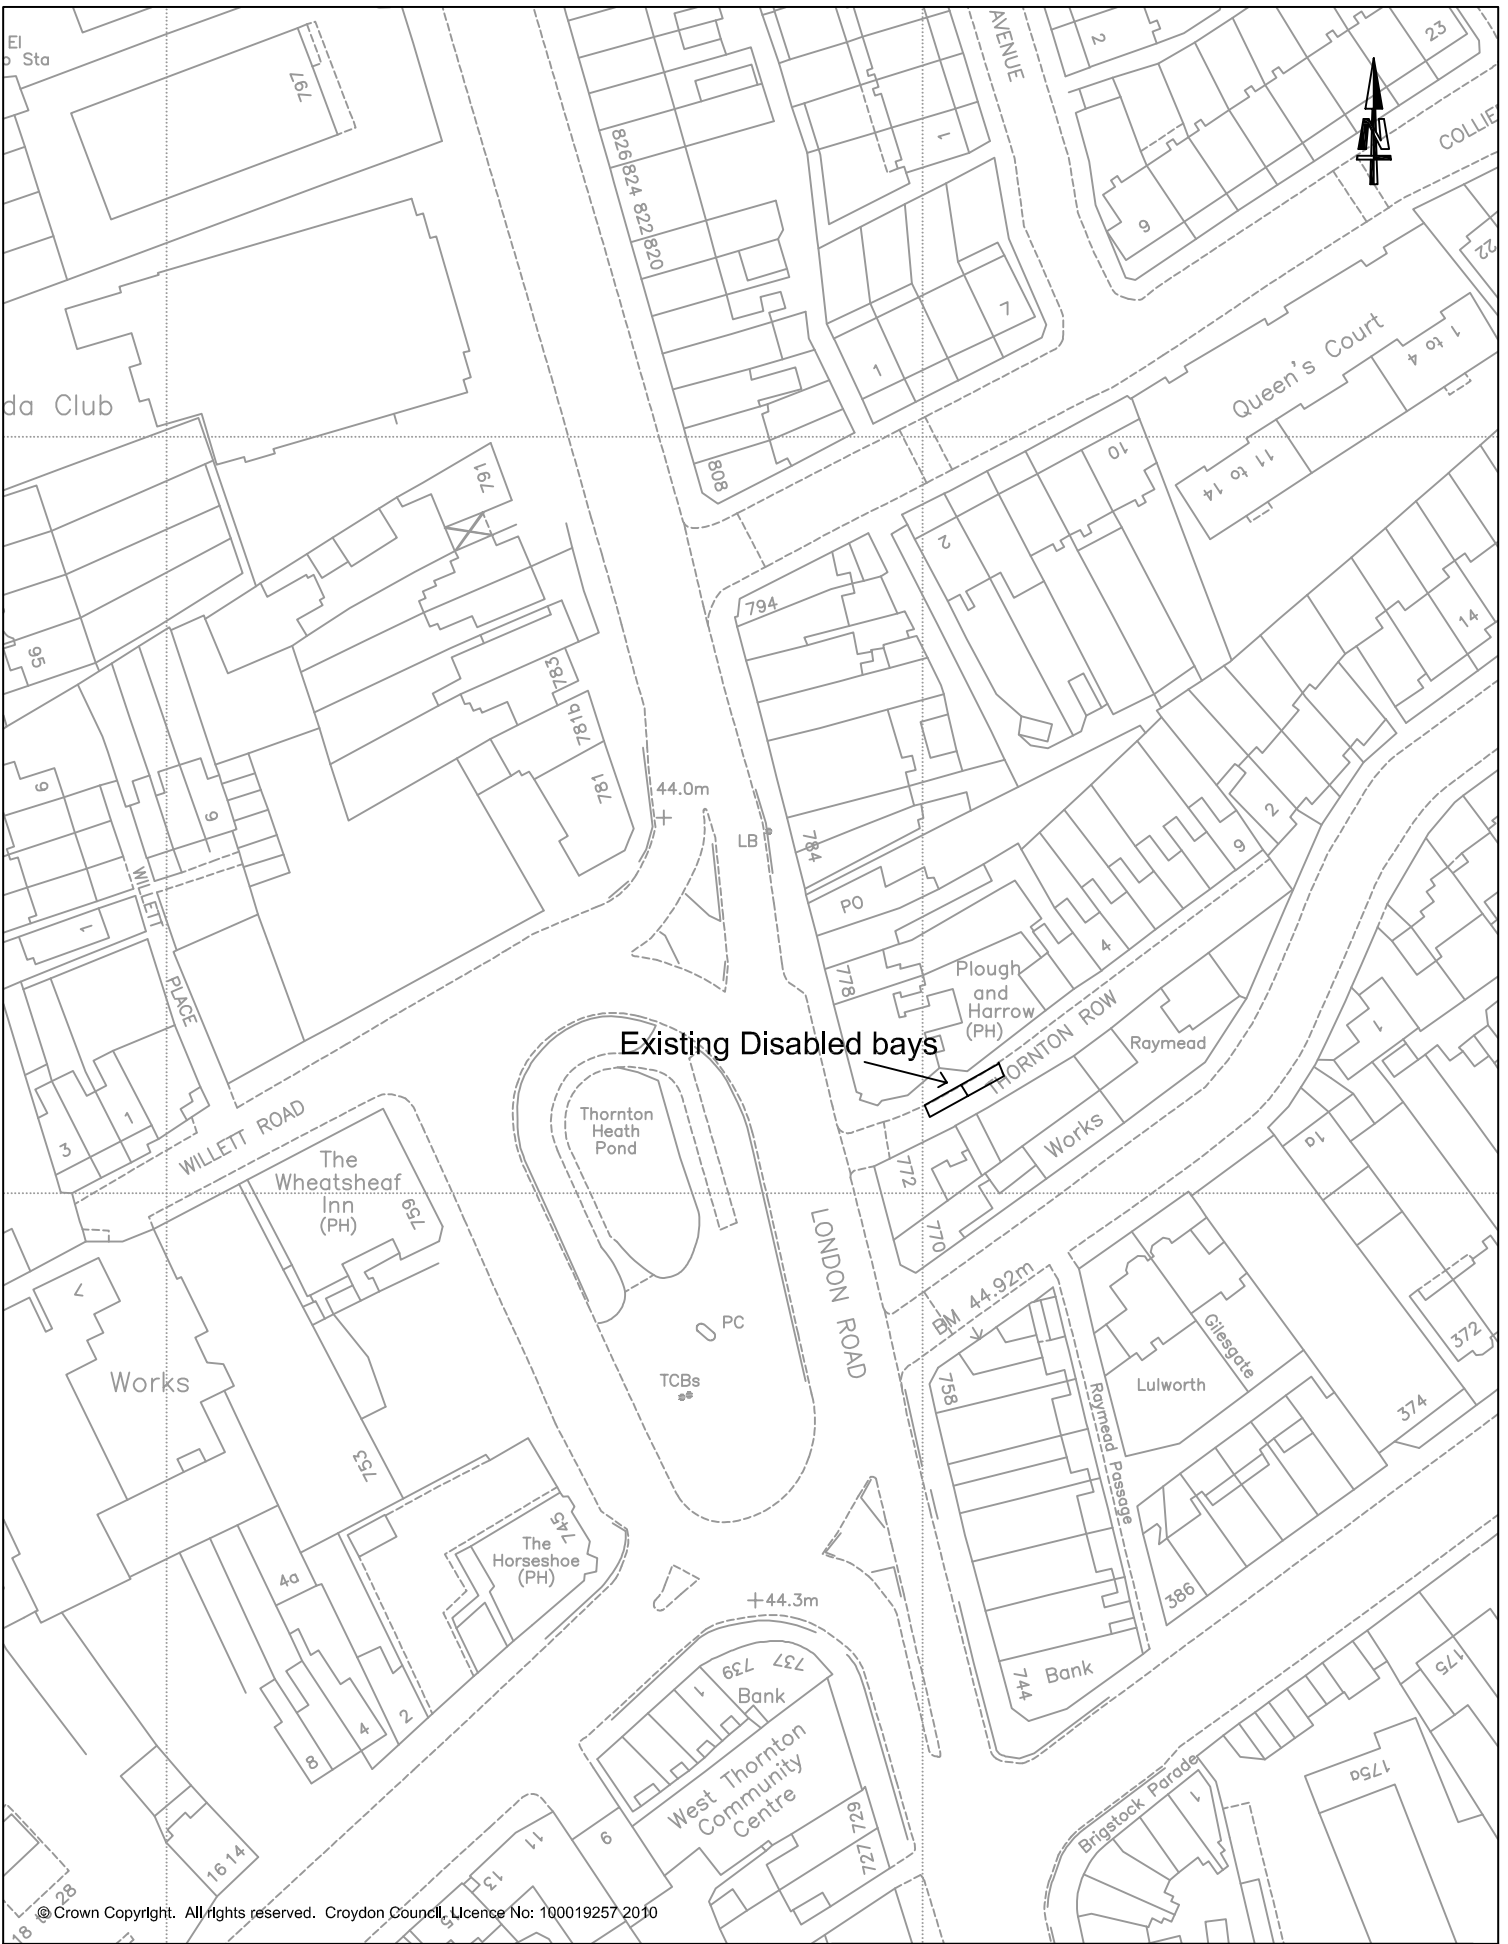 El
Sta
797
AVENUE
2
23
N
COLLIE
826
824
822
820
1
9
22
7
1
Queen's Court
1 to 4
da Club
791
808
10
11 to 14
2
794
14
95
783
781b
781
44.0m
LB
784
9
9
2
9
WILLETT
PLACE
1
PO
4
778
Plough
and
Harrow
(PH)
THORNTON ROW
Raymead
1
Existing Disabled bays
Thornton
Heath
Pond
3
1
WILLETT ROAD
The
Wheatsheaf
Inn
(PH)
759
Works
1a
772
770
LONDON ROAD
BM 44.92m
7
PC
TCBs
Works
753
758
Raymead Passage
Lulworth
Gilesgate
372
374
The
Horseshoe
(PH)
745
4a
44.3m
386
744
Bank
175
8
4
2
739
737
1
Bank
West Thornton
Community
Centre
729
727
Brigstock Parade
1
175a
11
9
13
15
16
14
28
18
© Crown Copyright. All rights reserved. Croydon Council, Licence No: 100019257 2010